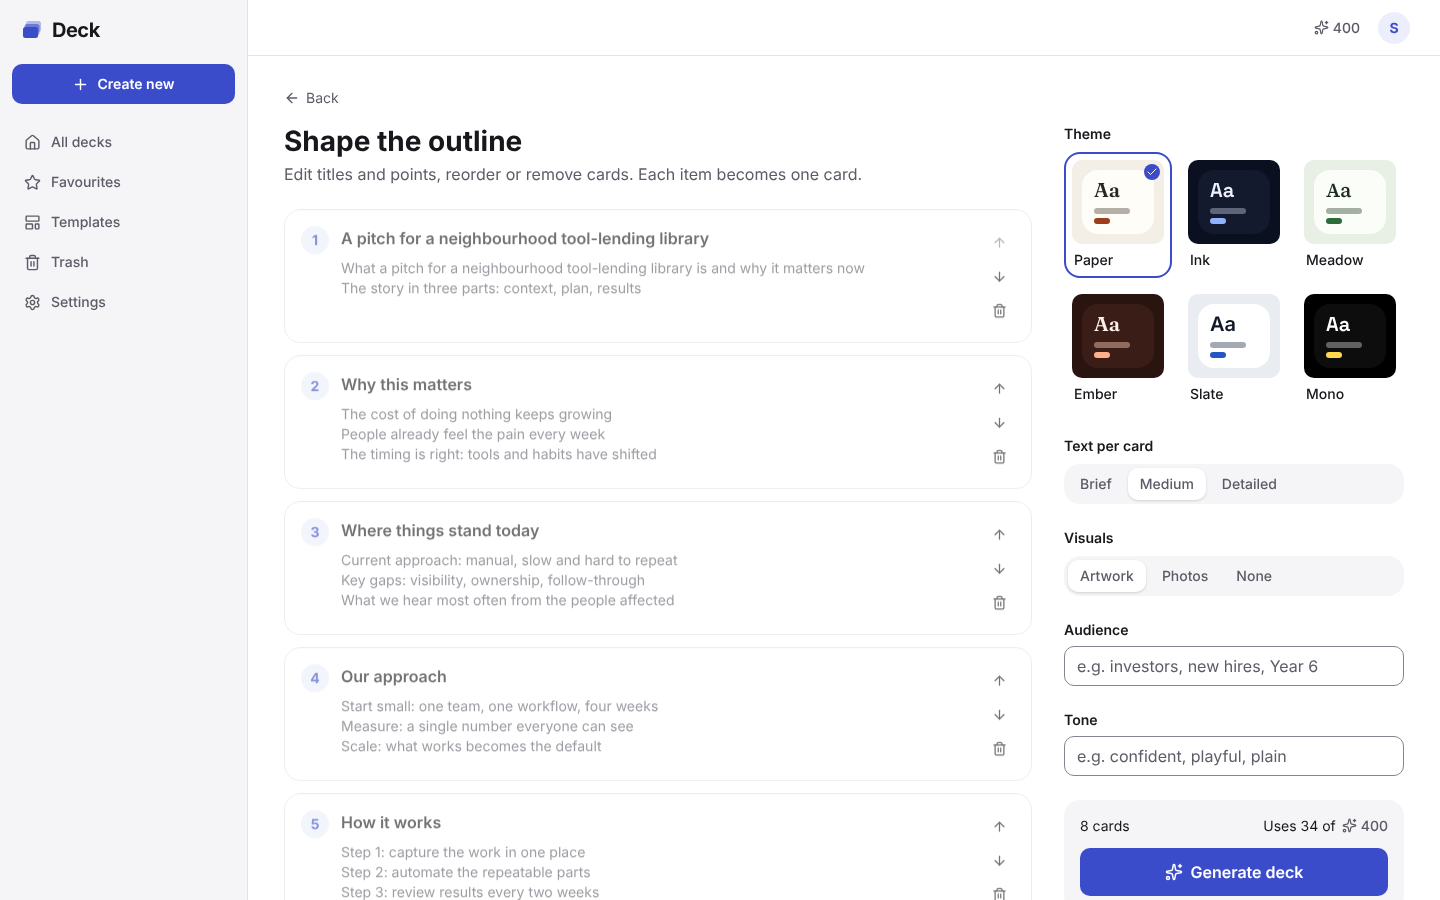 Deck
Create new
All decks
Favourites
Templates
Trash
Settings
400
S
Back
Shape the outline
Edit titles and points, reorder or remove cards. Each item becomes one card.
1
A pitch for a neighbourhood tool-lending library
What a pitch for a neighbourhood tool-lending library is and why it matters now
The story in three parts: context, plan, results
2
Why this matters
The cost of doing nothing keeps growing
People already feel the pain every week
The timing is right: tools and habits have shifted
3
Where things stand today
Current approach: manual, slow and hard to repeat
Key gaps: visibility, ownership, follow-through
What we hear most often from the people affected
4
Our approach
Start small: one team, one workflow, four weeks
Measure: a single number everyone can see
Scale: what works becomes the default
5
How it works
Step 1: capture the work in one place
Step 2: automate the repeatable parts
Step 3: review results every two weeks
Theme
Aa
Paper
Aa
Ink
Aa
Meadow
Aa
Ember
Aa
Slate
Aa
Mono
Text per card
Brief Medium Detailed
Visuals
Artwork Photos None
Audience
e.g. investors, new hires, Year 6
Tone
e.g. confident, playful, plain
8 cards Uses 34 of 400
Generate deck